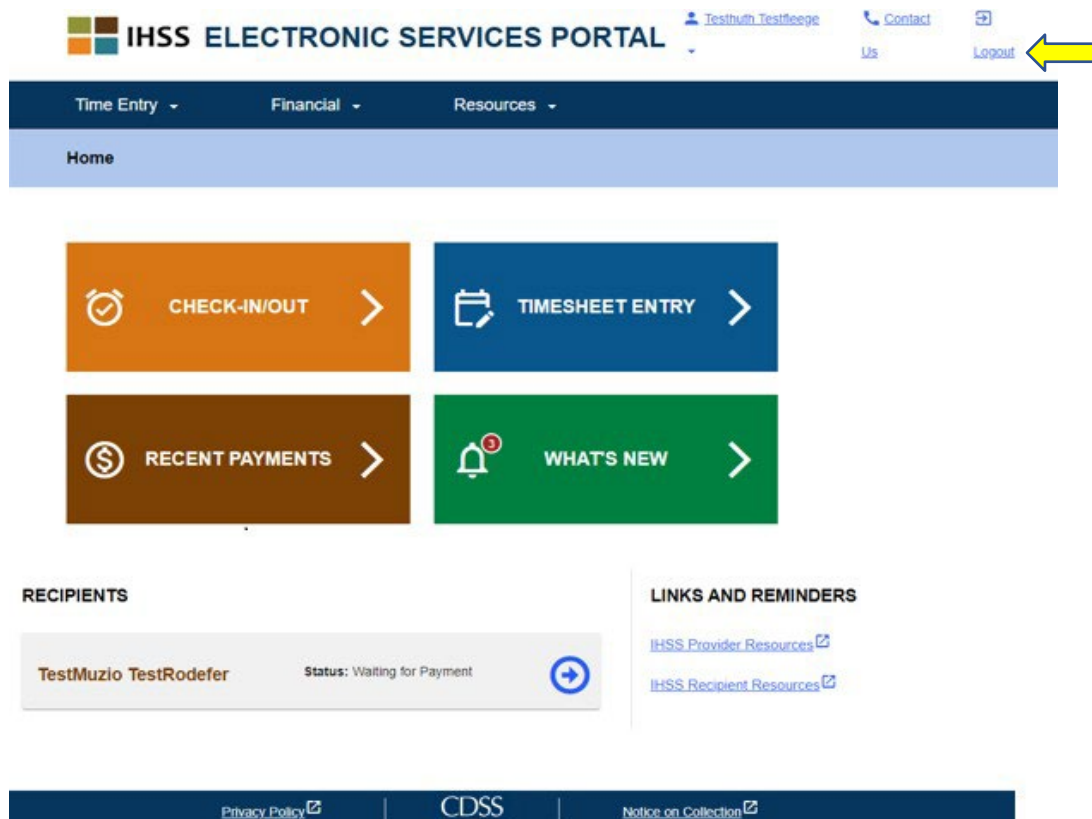 IHSS ELECTRONIC SERVICES PORTAL
Testhuth Testfleege
Contact Us
Logout
Time Entry
Financial
Resources
Home
CHECK-IN/OUT
TIMESHEET ENTRY
RECENT PAYMENTS
3
WHAT'S NEW
RECIPIENTS
TestMuzio TestRodefer
Status: Waiting for Payment
LINKS AND REMINDERS
IHSS Provider Resources
IHSS Recipient Resources
Privacy Policy
CDSS
Notice on Collection